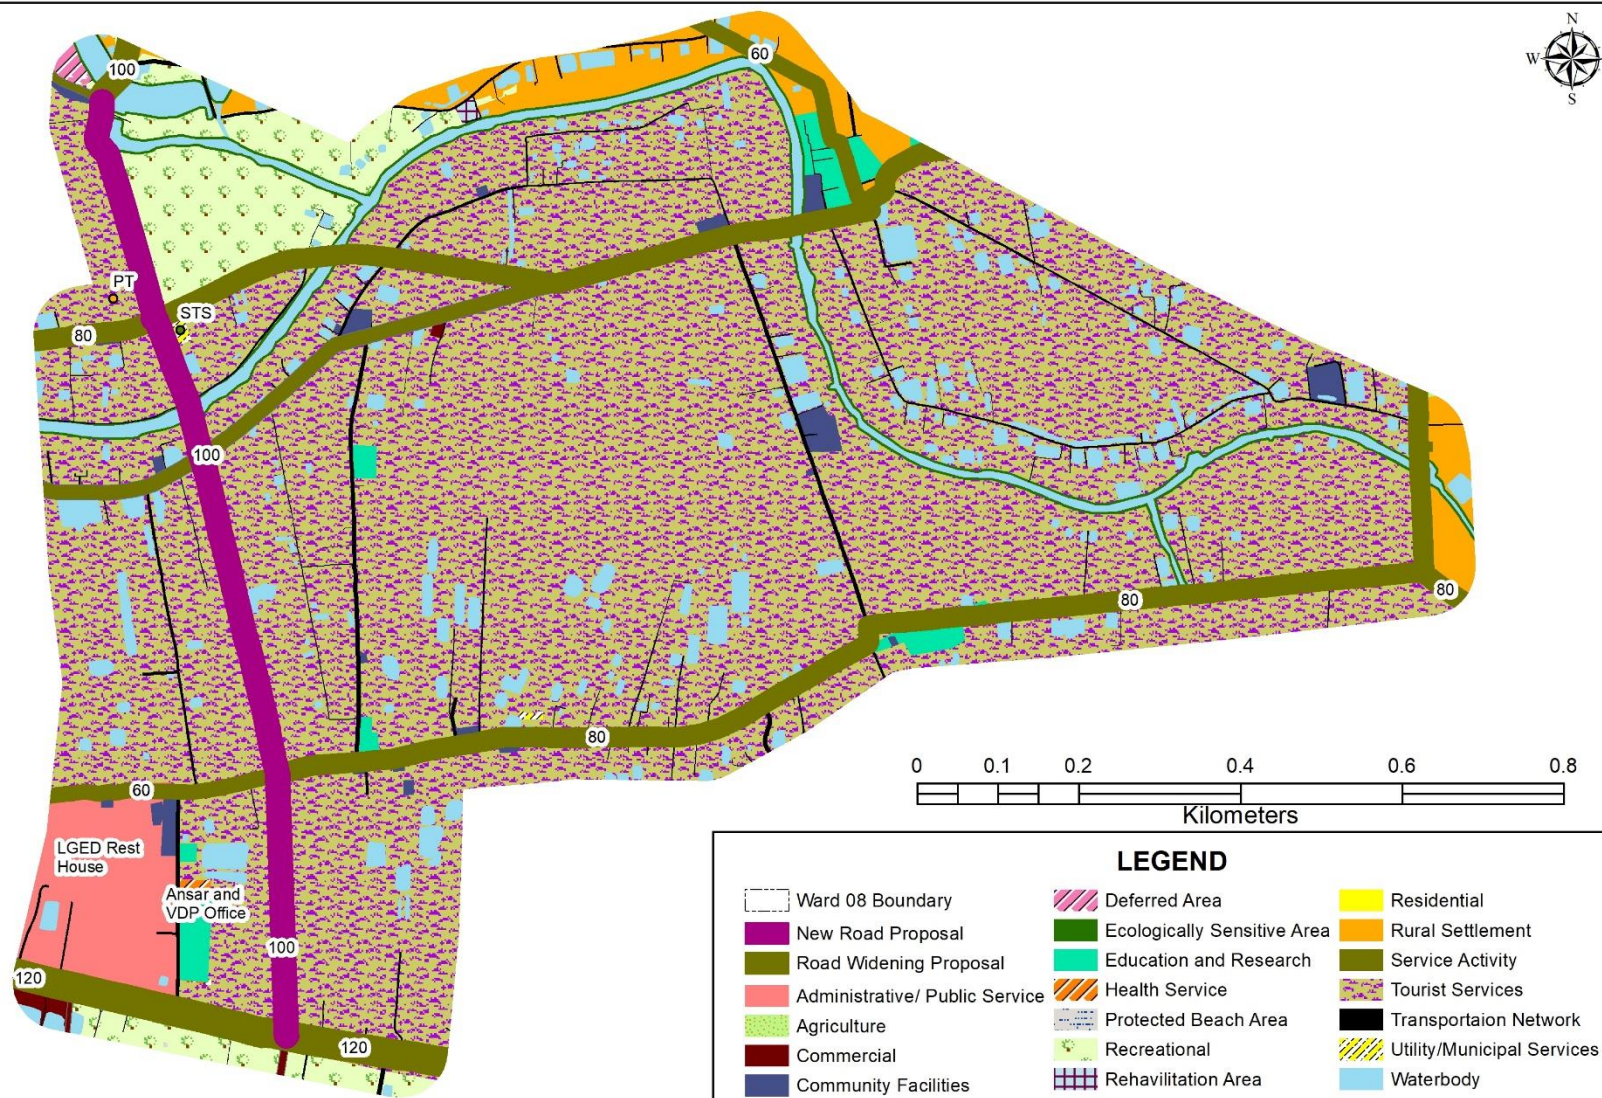 N
W
S
100
60
PT
STS
80
100
80
80
80
60
LGED Rest
House
Ansar and
VDP Office
100
120
120
0 0.1 0.2 0.4 0.6 0.8
Kilometers
LEGEND
Ward 08 Boundary
New Road Proposal
Road Widening Proposal
Administrative/ Public Service
Agriculture
Commercial
Community Facilities
Deferred Area
Ecologically Sensitive Area
Education and Research
Health Service
Protected Beach Area
Recreational
Rehavilitation Area
Residential
Rural Settlement
Service Activity
Tourist Services
Transportaion Network
Utility/Municipal Services
Waterbody